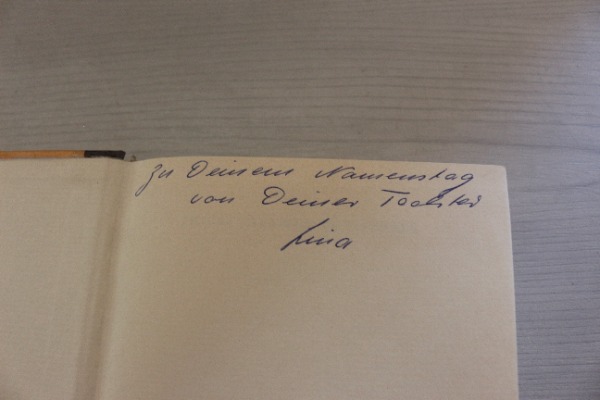 Zu Deinem Namenstag
von Deiner Tochter
Lina